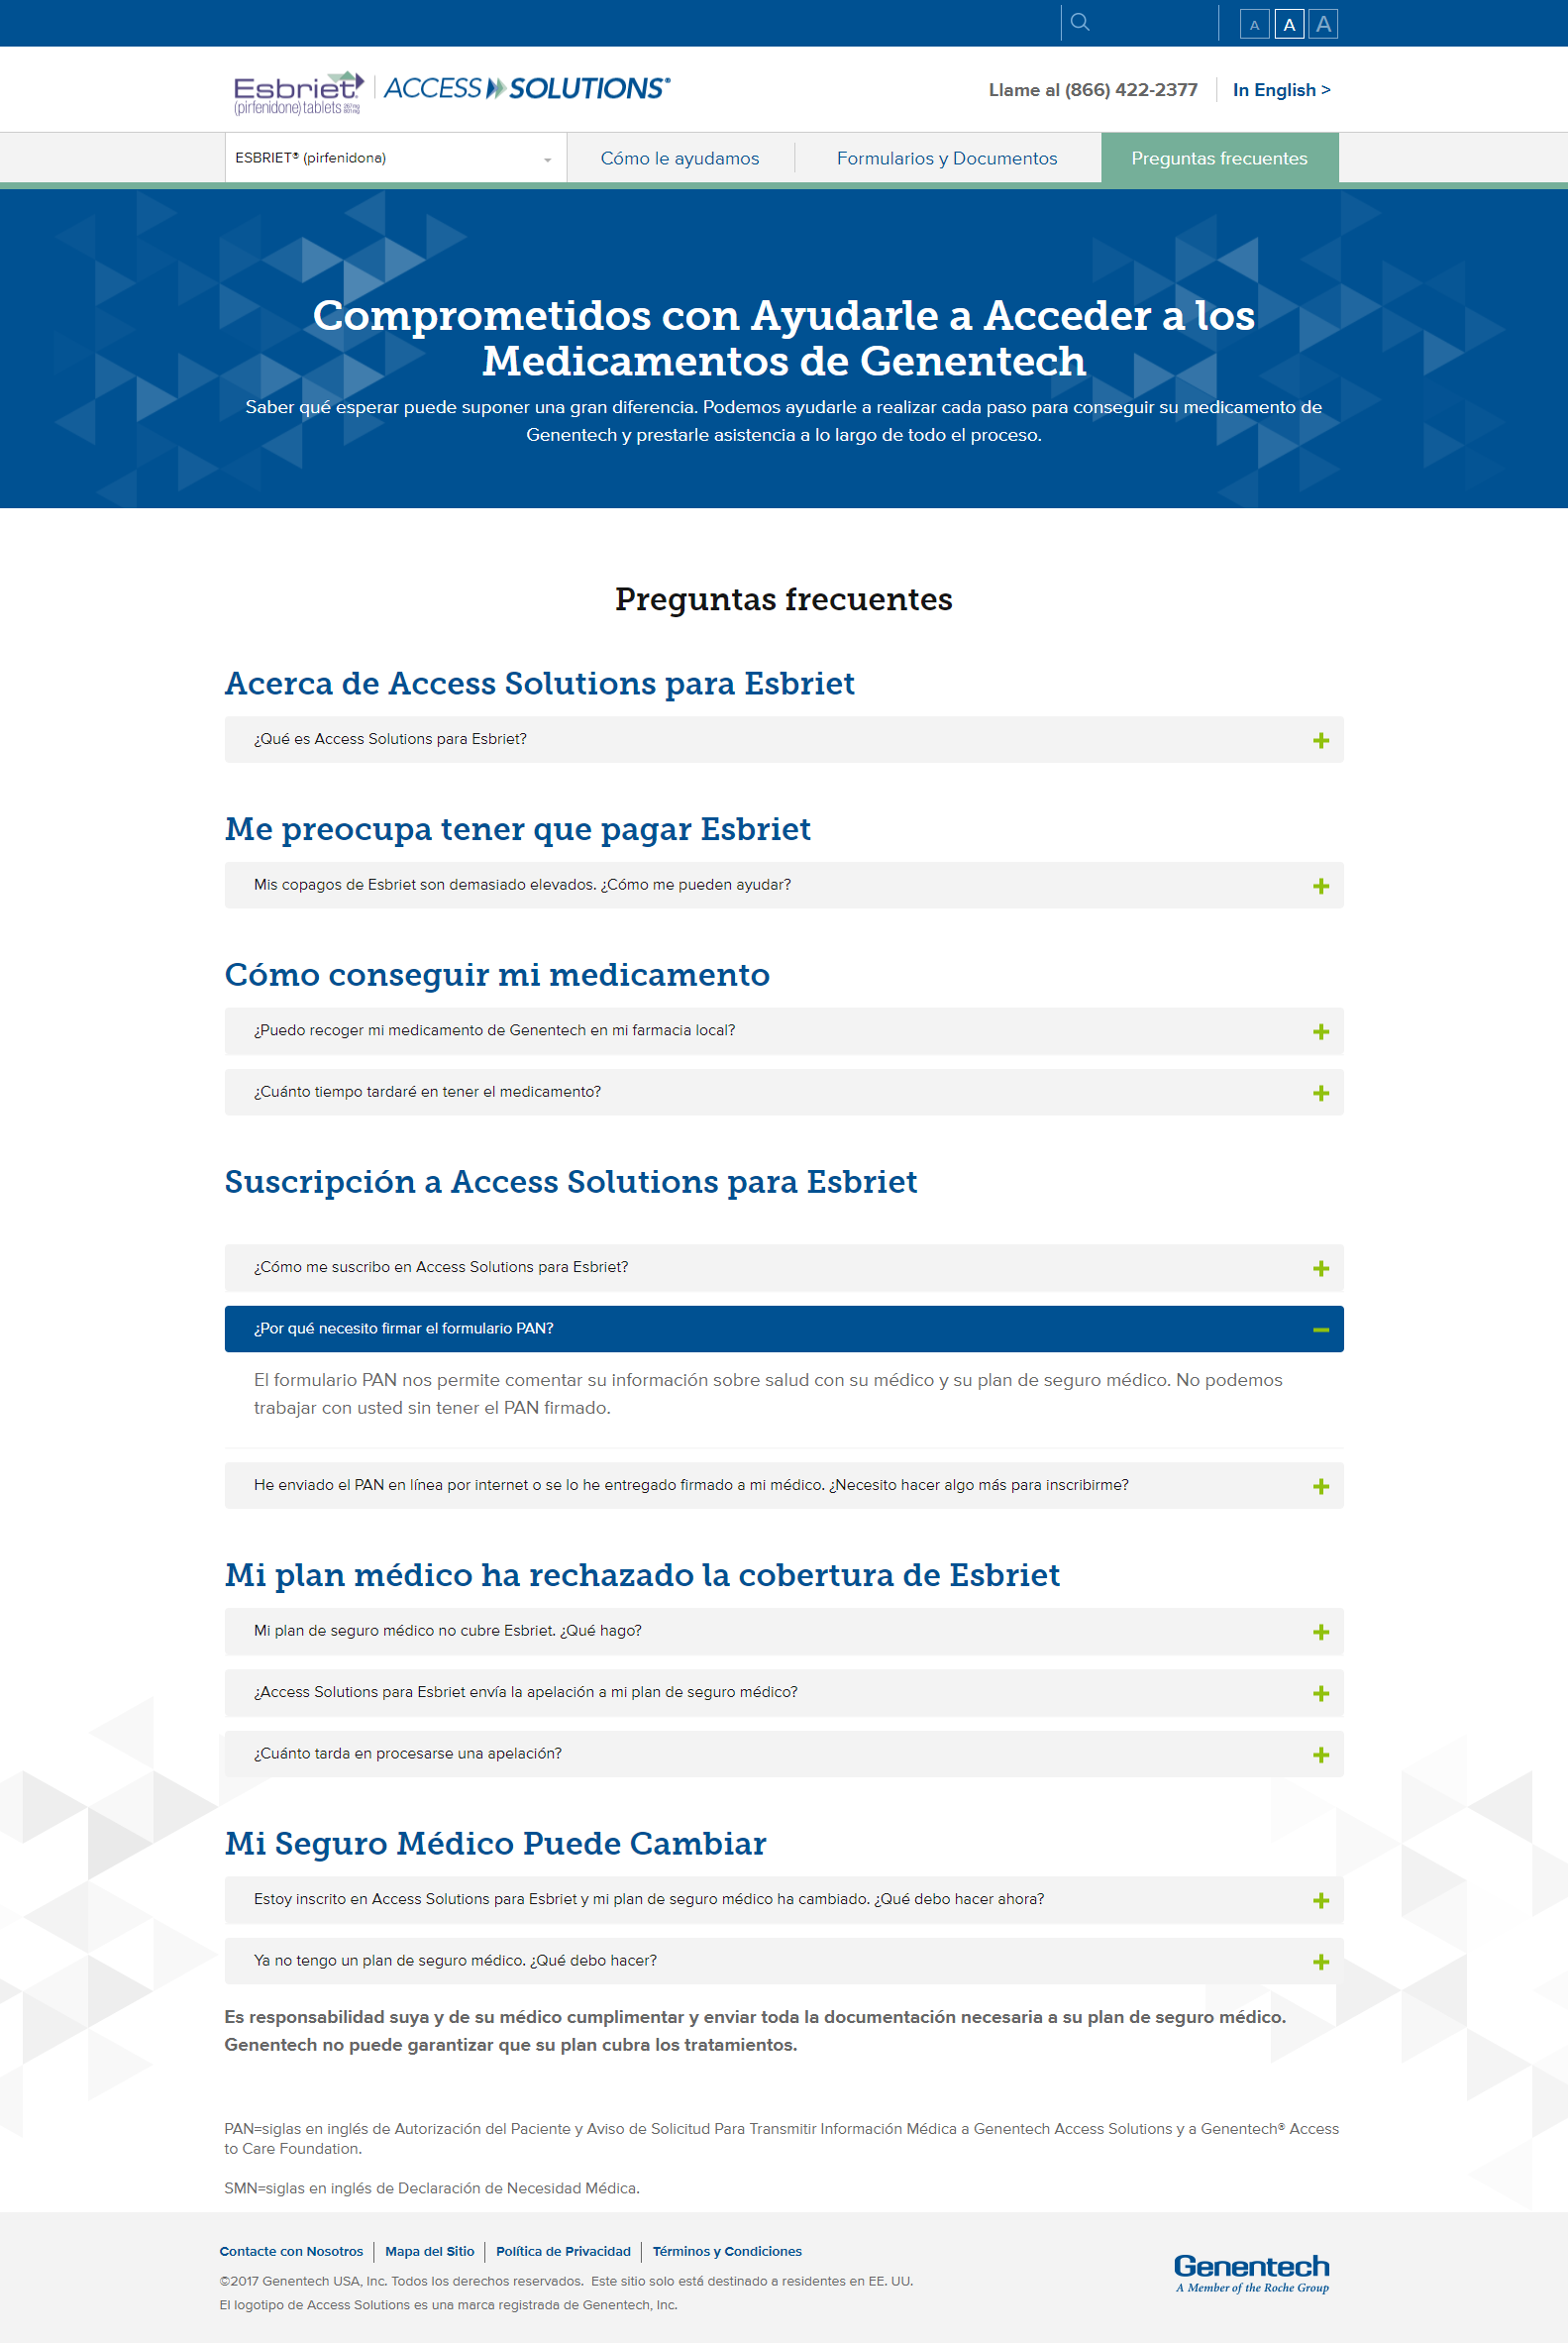 A A A
Esbriet
(pirfenidone) tablets
ACCESS SOLUTIONS®
Llame al (866) 422-2377
In English >
ESBRIET® (pirfenidona)
Cómo le ayudamos
Formularios y Documentos
Preguntas frecuentes
Comprometidos con Ayudarle a Acceder a los
Medicamentos de Genentech
Saber qué esperar puede suponer una gran diferencia. Podemos ayudarle a realizar cada paso para conseguir su medicamento de
Genentech y prestarle asistencia a lo largo de todo el proceso.
Preguntas frecuentes
Acerca de Access Solutions para Esbriet
¿Qué es Access Solutions para Esbriet?
Me preocupa tener que pagar Esbriet
Mis copagos de Esbriet son demasiado elevados. ¿Cómo me pueden ayudar?
Cómo conseguir mi medicamento
¿Puedo recoger mi medicamento de Genentech en mi farmacia local?
¿Cuánto tiempo tardaré en tener el medicamento?
Suscripción a Access Solutions para Esbriet
¿Cómo me suscribo en Access Solutions para Esbriet?
¿Por qué necesito firmar el formulario PAN?
El formulario PAN nos permite comentar su información sobre salud con su médico y su plan de seguro médico. No podemos
trabajar con usted sin tener el PAN firmado.
He enviado el PAN en línea por internet o se lo he entregado firmado a mi médico. ¿Necesito hacer algo más para inscribirme?
Mi plan médico ha rechazado la cobertura de Esbriet
Mi plan de seguro médico no cubre Esbriet. ¿Qué hago?
¿Access Solutions para Esbriet envía la apelación a mi plan de seguro médico?
¿Cuánto tarda en procesarse una apelación?
Mi Seguro Médico Puede Cambiar
Estoy inscrito en Access Solutions para Esbriet y mi plan de seguro médico ha cambiado. ¿Qué debo hacer ahora?
Ya no tengo un plan de seguro médico. ¿Qué debo hacer?
Es responsabilidad suya y de su médico cumplimentar y enviar toda la documentación necesaria a su plan de seguro médico.
Genentech no puede garantizar que su plan cubra los tratamientos.
PAN=siglas en inglés de Autorización del Paciente y Aviso de Solicitud Para Transmitir Información Médica a Genentech Access Solutions y a Genentech® Access
to Care Foundation.
SMN=siglas en inglés de Declaración de Necesidad Médica.
Contacte con Nosotros
Mapa del Sitio
Política de Privacidad
Términos y Condiciones
©2017 Genentech USA, Inc. Todos los derechos reservados. Este sitio solo está destinado a residentes en EE. UU.
El logotipo de Access Solutions es una marca registrada de Genentech, Inc.
Genentech
A Member of the Roche Group